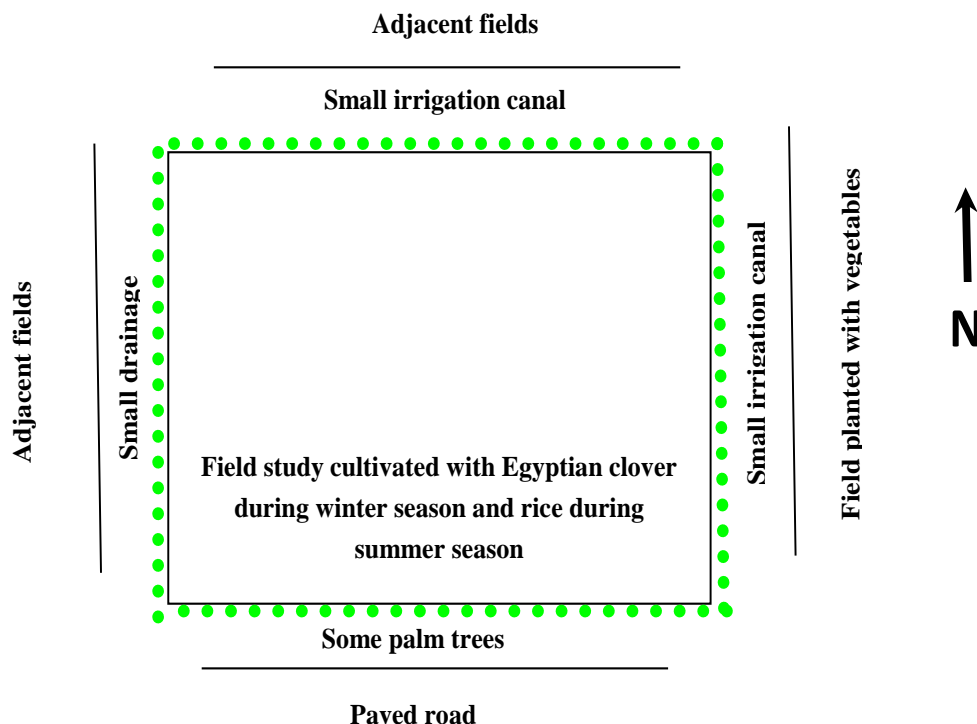 Adjacent fields
Small irrigation canal
Adjacent fields
Small drainage
Small irrigation canal
Field planted with vegetables
N
Field study cultivated with Egyptian clover
during winter season and rice during
summer season
Some palm trees
Paved road